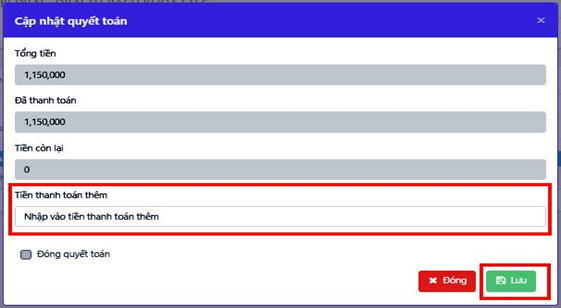 Cập nhật quyết toán ×
Tổng tiền
1,150,000
Đã thanh toán
1,150,000
Tiền còn lại
0
Tiền thanh toán thêm
Nhập vào tiền thanh toán thêm
Đóng quyết toán
Đóng Lưu